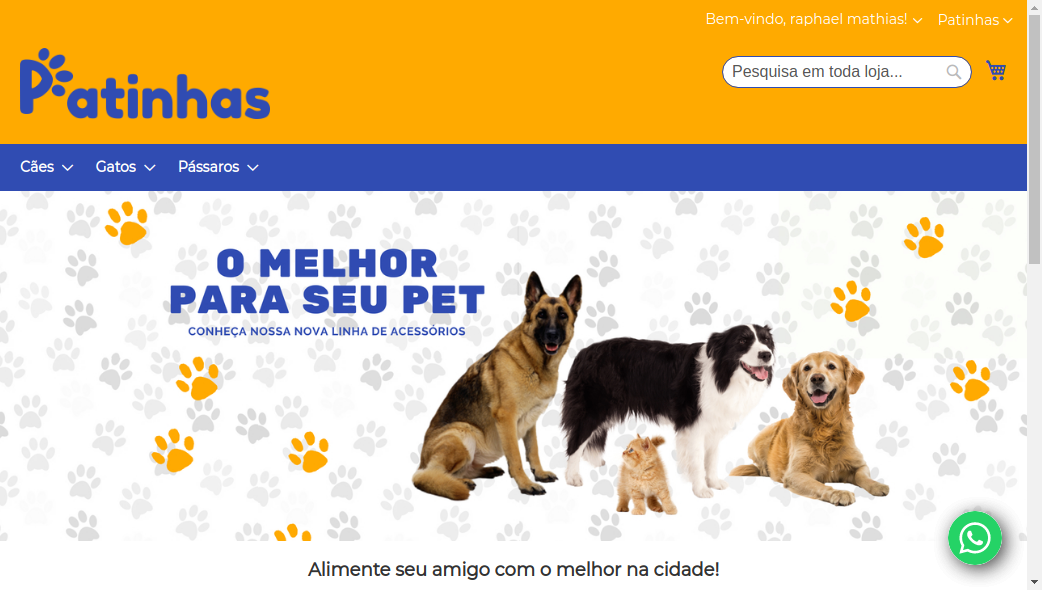 Bem-vindo, raphael mathias!
Patinhas
Patinhas
Pesquisa em toda loja...
Cães
Gatos
Pássaros
O MELHOR
PARA SEU PET
CONHEÇA NOSSA NOVA LINHA DE ACESSÓRIOS
Alimente seu amigo com o melhor na cidade!